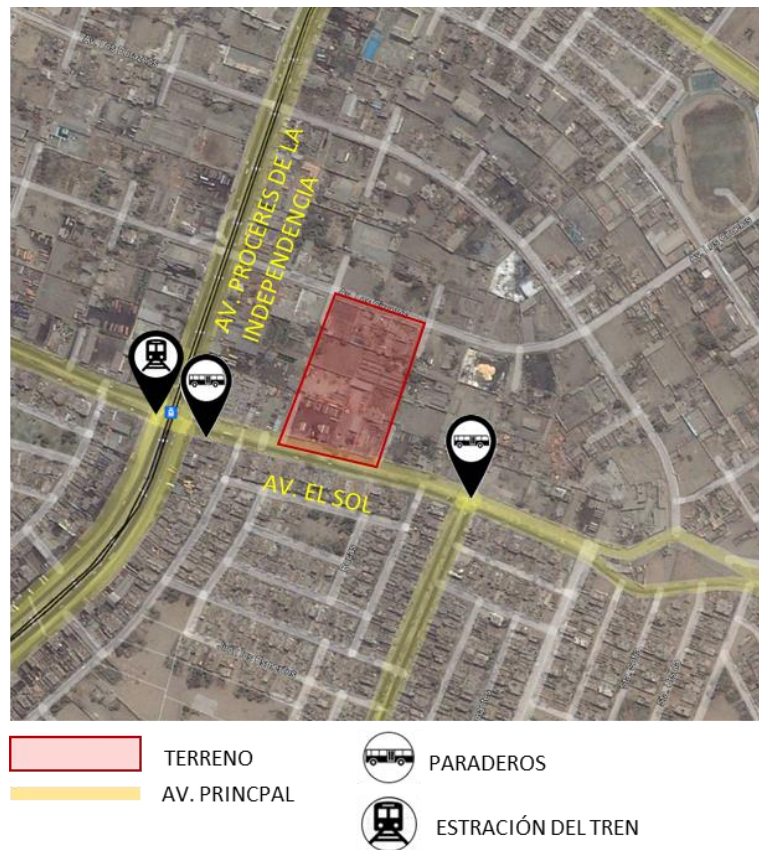 AV. PROCERES DE LA
INDEPENDENCIA
AV. EL SOL
TERRENO
AV. PRINCPAL
PARADEROS
ESTRACIÓN DEL TREN